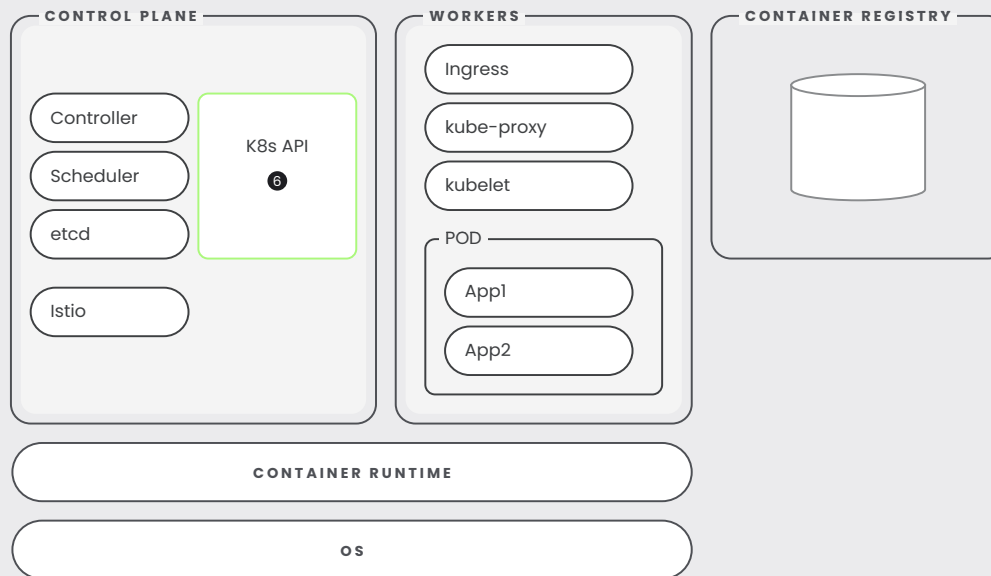 CONTROL PLANE
Controller
Scheduler
etcd
Istio
K8s API
6
WORKERS
Ingress
kube-proxy
kubelet
POD
App1
App2
CONTAINER REGISTRY
CONTAINER RUNTIME
OS